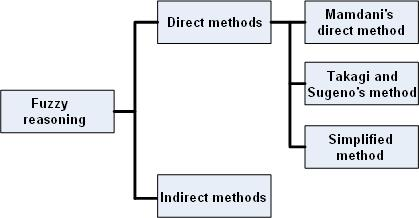 Fuzzy
reasoning
Direct methods
Indirect methods
Mamdani's
direct method
Takagi and
Sugeno's method
Simplified
method